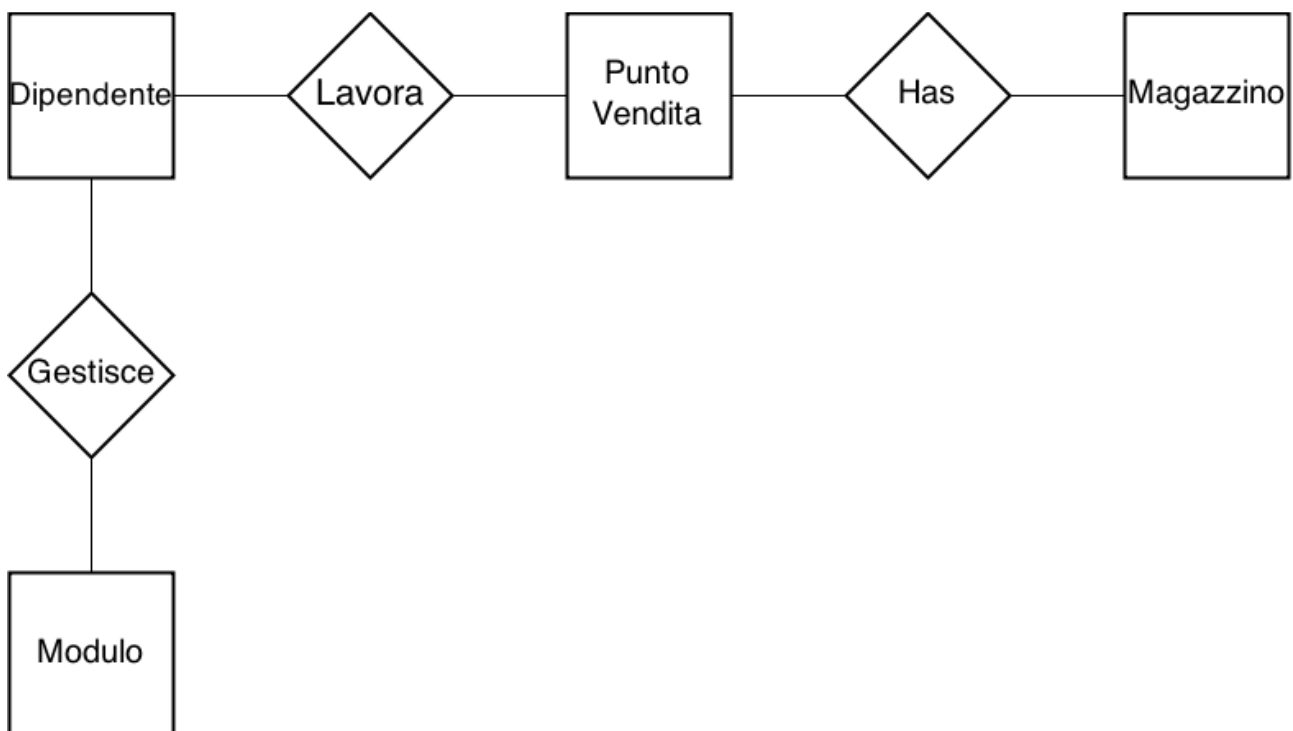 Dipendente
Lavora
Punto
Vendita
Has
Magazzino
Gestisce
Modulo